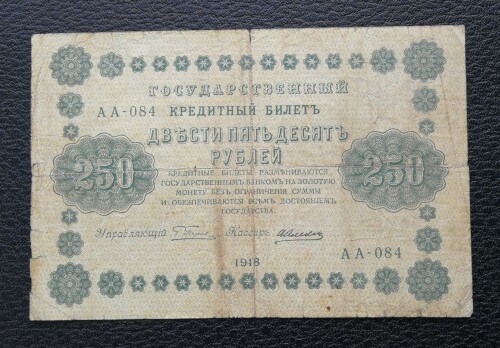 ГОСУДАРСТВЕННЫЙ
АА-084 КРЕДИТНЫЙ БИЛЕТЪ
ДВѢСТИ ПЯТЬДЕСЯТЪ
РУБЛЕЙ
250 250
КРЕДИТНЫЕ БИЛЕТЫ РАЗМѢНИВАЮТСЯ
ГОСУДАРСТВЕННЫМЪ БАНКОМЪ НА ЗОЛОТУЮ
МОНЕТУ БЕЗЪ ОГРАНИЧЕНІЯ СУММЫ
И ОБЕЗПЕЧИВАЮТСЯ ВСѢМЪ ДОСТОЯНІЕМЪ
ГОСУДАРСТВА.
Управляющій Кассиръ
АА-084
1918